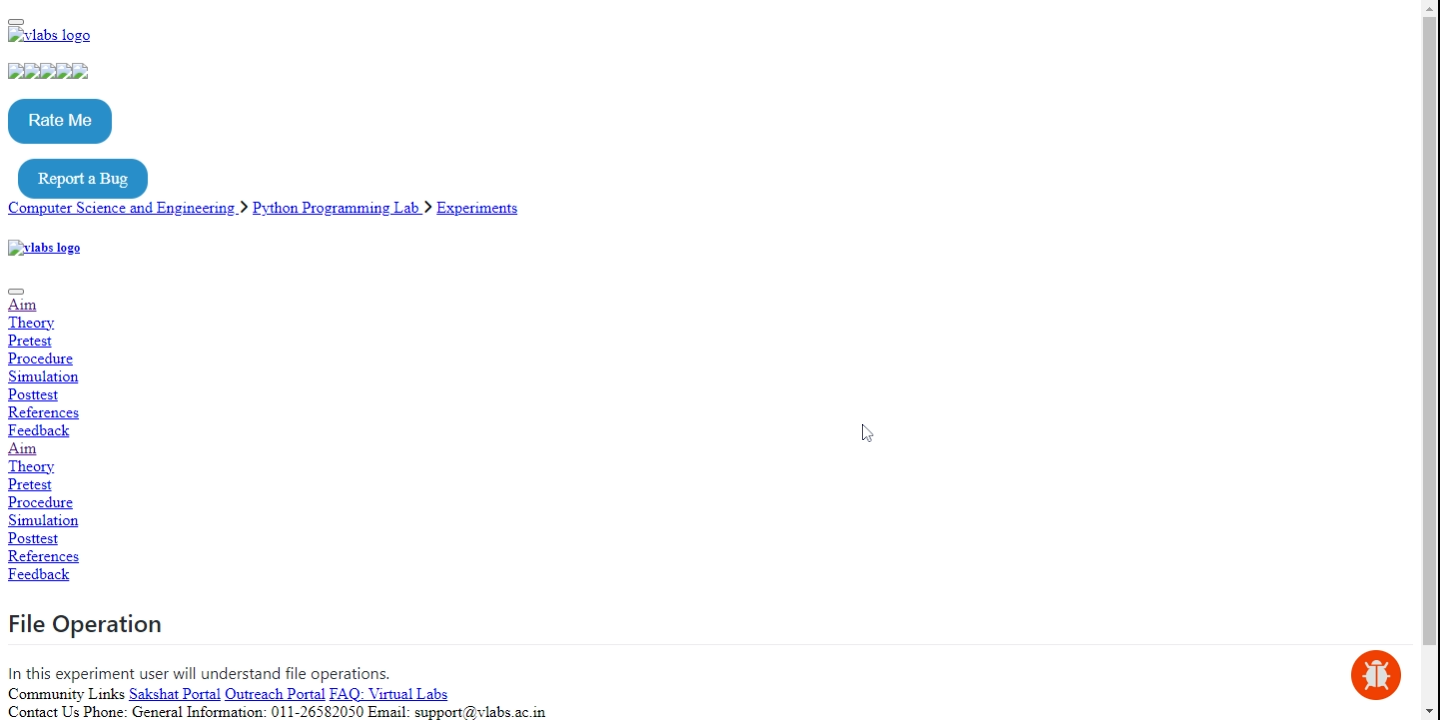 vlabs logo
Rate Me
Report a Bug
Computer Science and Engineering Python Programming Lab Experiments
vlabs logo
Aim
Theory
Pretest
Procedure
Simulation
Posttest
References
Feedback
Aim
Theory
Pretest
Procedure
Simulation
Posttest
References
Feedback
File Operation
In this experiment user will understand file operations.
Community Links Sakshat Portal Outreach Portal FAQ: Virtual Labs
Contact Us Phone: General Information: 011-26582050 Email: support@vlabs.ac.in